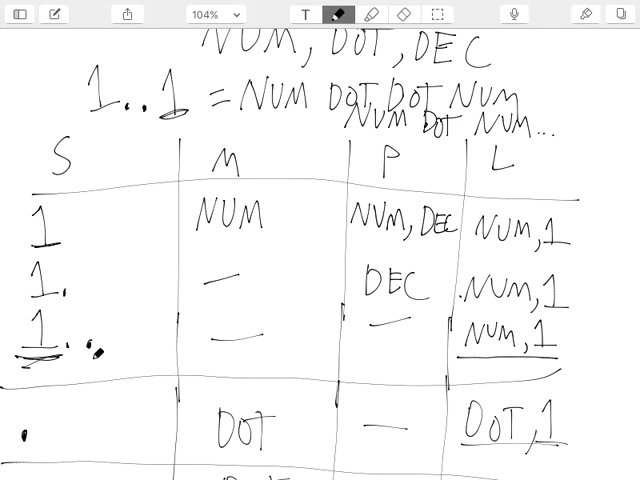 104%
T
NUM, DOT, DEC
1..1 = NUM DOT, DOT NUM
NUM DOT NUM...
S M P L
1 NUM NUM, DEC NUM, 1
1. — DEC .NUM, 1
1.. — — NUM, 1
. DOT — DOT, 1